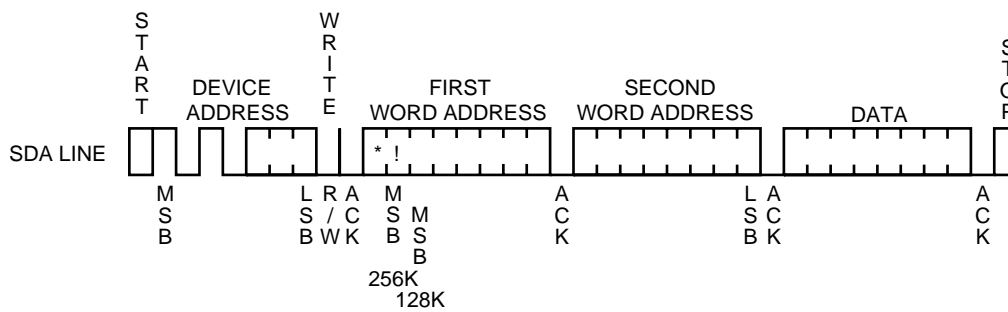 START
WRITE
STOP
DEVICE
ADDRESS
FIRST
WORD ADDRESS
SECOND
WORD ADDRESS
DATA
SDA LINE
* !
MSB
LSB
R/W
ACK
MSB
MSB
ACK
LSB
ACK
ACK
256K
128K